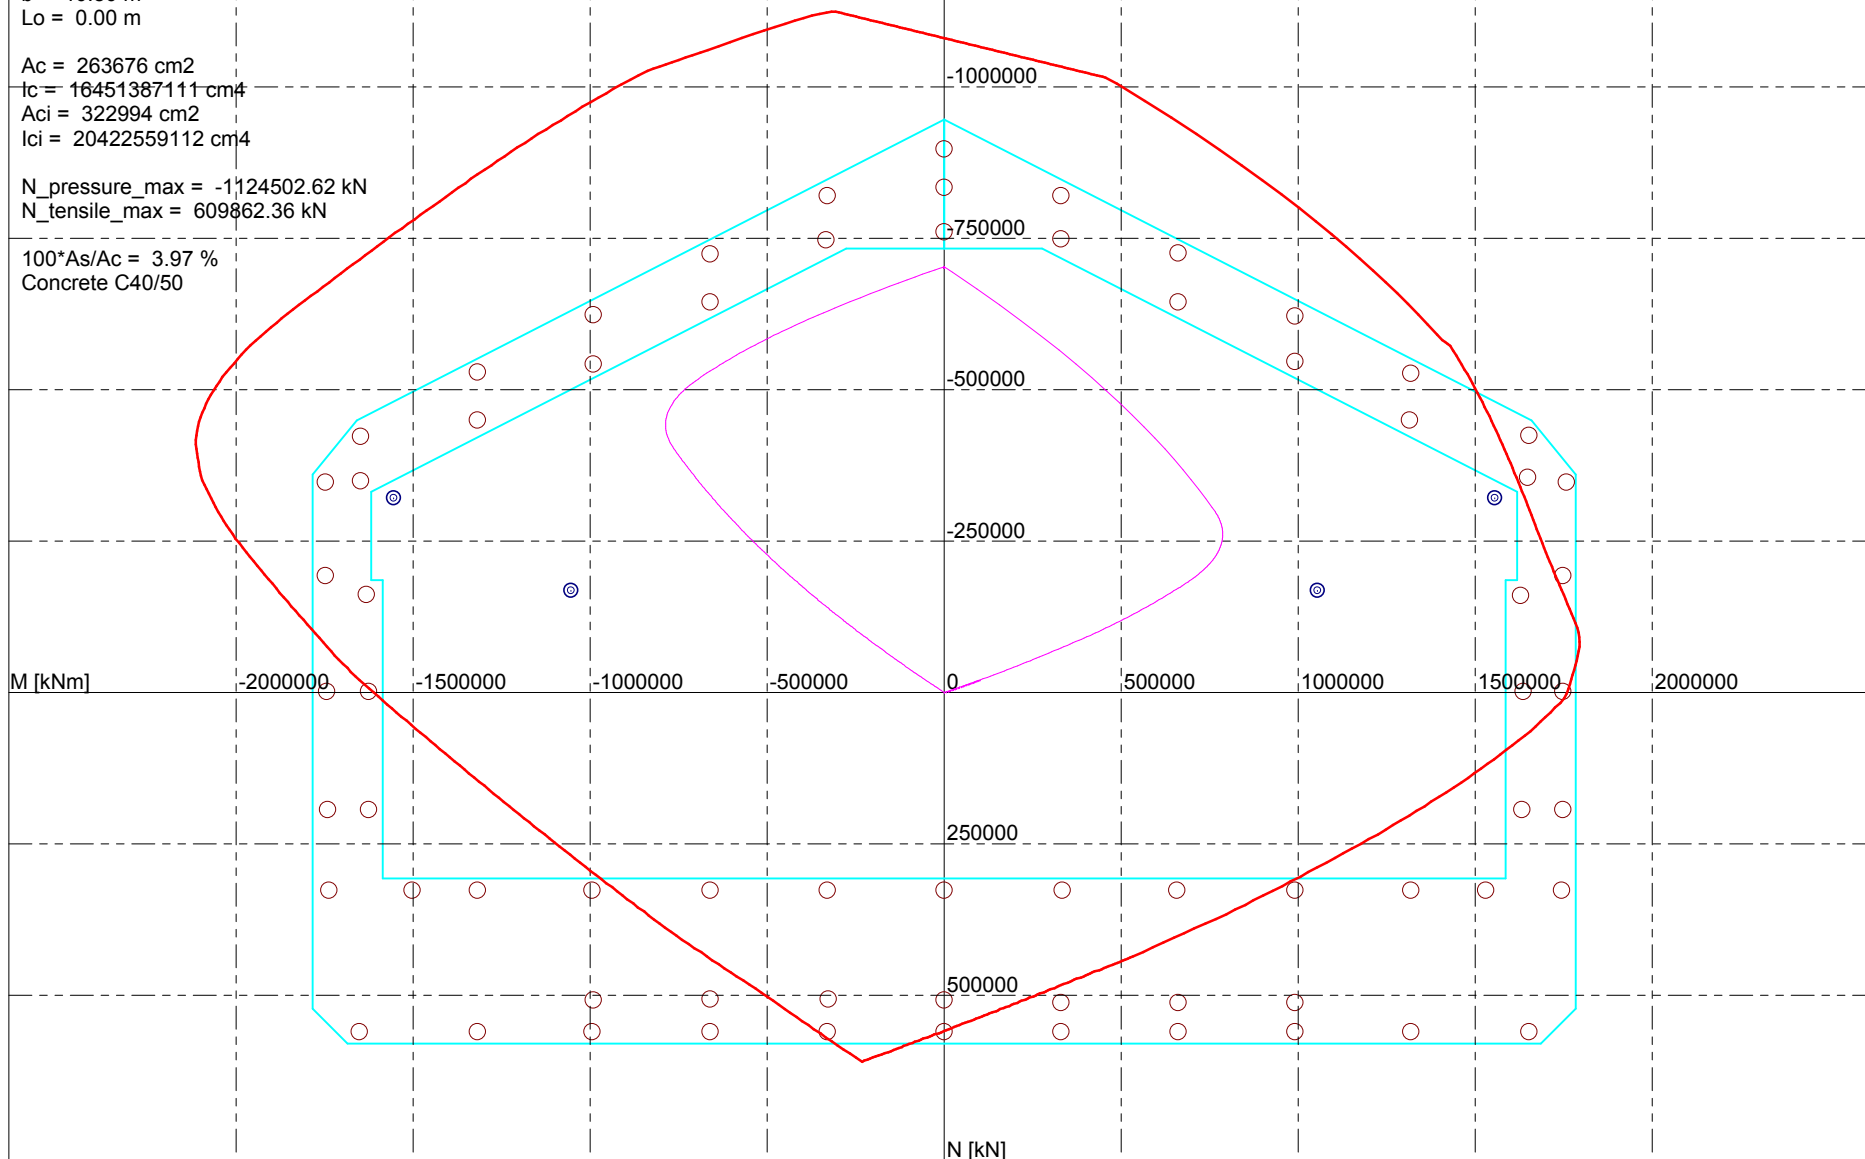 Lo = 0.00 m
Ac = 263676 cm2
Ic = 16451387111 cm4
Aci = 322994 cm2
Ici = 20422559112 cm4
N_pressure_max = -1124502.62 kN
N_tensile_max = 609862.36 kN
100*As/Ac = 3.97 %
Concrete C40/50
-1000000
-750000
-500000
-250000
M [kNm]
-2000000
-1500000
-1000000
-500000
0
500000
1000000
1500000
2000000
250000
500000
N [kN]